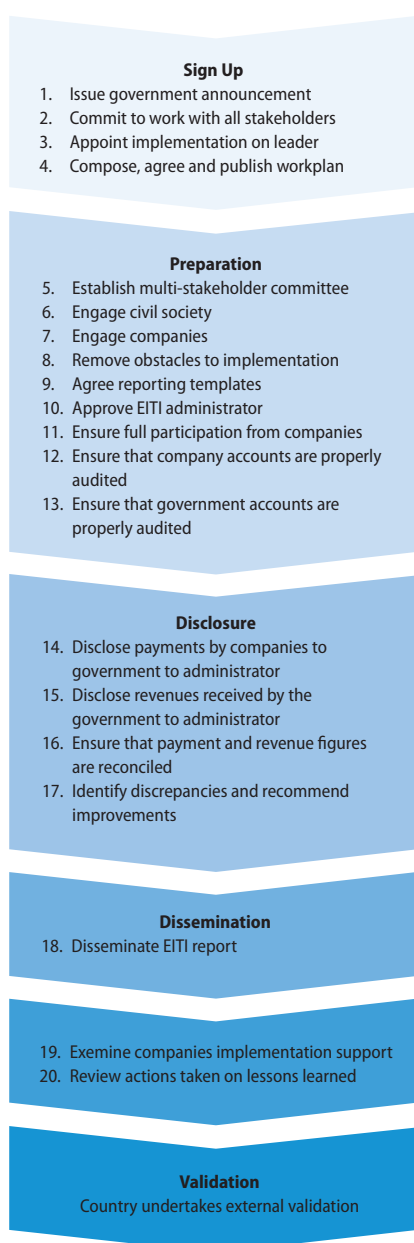 Sign Up
1. Issue government announcement
2. Commit to work with all stakeholders
3. Appoint implementation on leader
4. Compose, agree and publish workplan
Preparation
5. Establish multi-stakeholder committee
6. Engage civil society
7. Engage companies
8. Remove obstacles to implementation
9. Agree reporting templates
10. Approve EITI administrator
11. Ensure full participation from companies
12. Ensure that company accounts are properly
audited
13. Ensure that government accounts are
properly audited
Disclosure
14. Disclose payments by companies to
government to administrator
15. Disclose revenues received by the
government to administrator
16. Ensure that payment and revenue figures
are reconciled
17. Identify discrepancies and recommend
improvements
Dissemination
18. Disseminate EITI report
19. Exemine companies implementation support
20. Review actions taken on lessons learned
Validation
Country undertakes external validation